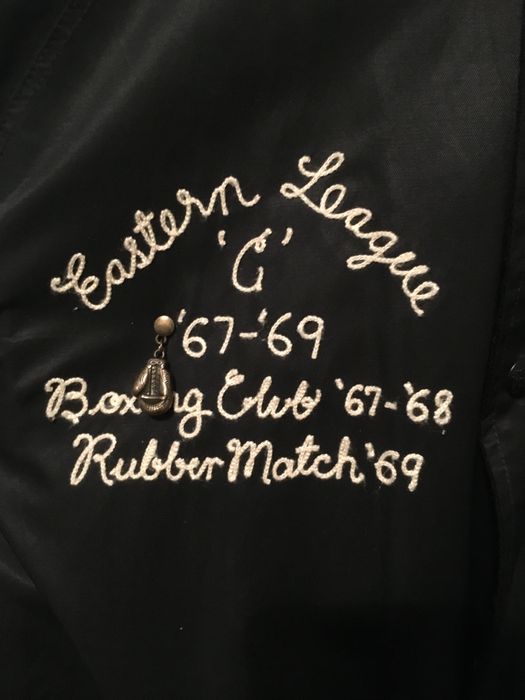 Eastern League
'C'
'67-'69
Boxing Club '67-'68
Rubber Match '69